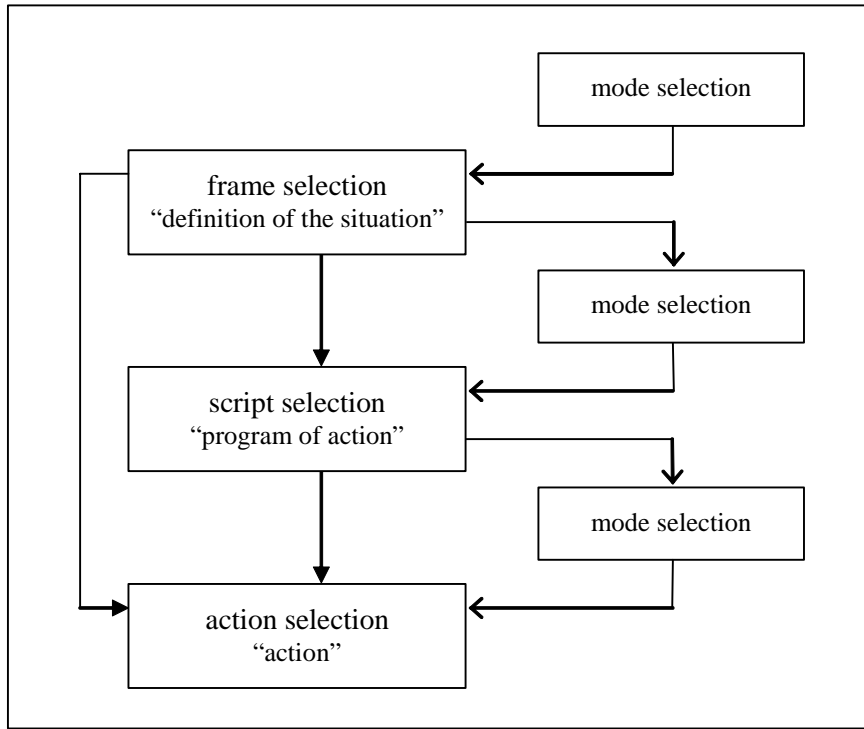 mode selection
frame selection
“definition of the situation”
mode selection
script selection
“program of action”
mode selection
action selection
“action”